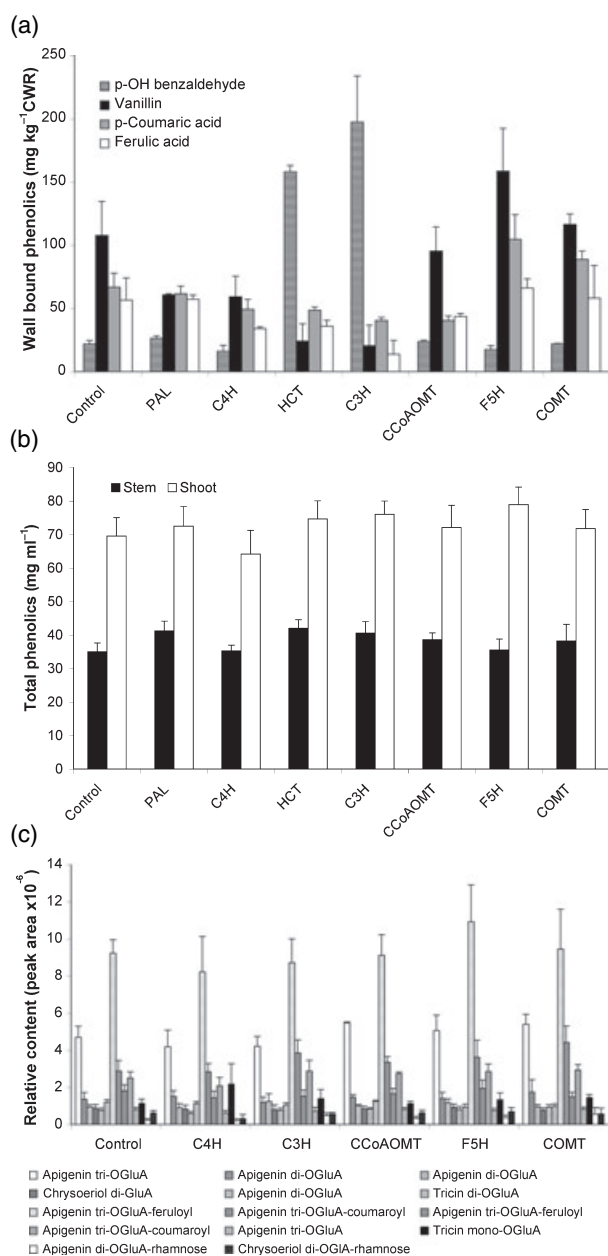 (a)
Wall bound phenolics (mg kg⁻¹CWR)
250
200
150
100
50
0
p-OH benzaldehyde
Vanillin
p-Coumaric acid
Ferulic acid
Control PAL C4H HCT C3H CCoAOMT F5H COMT
(b)
Total phenolics (mg ml⁻¹)
90
80
70
60
50
40
30
20
10
0
Stem Shoot
Control PAL C4H HCT C3H CCoAOMT F5H COMT
(c)
Relative content (peak area x10⁻⁶)
14
12
10
8
6
4
2
0
Control C4H C3H CCoAOMT F5H COMT
Apigenin tri-OGluA Apigenin di-OGluA Apigenin di-OGluA
Chrysoeriol di-GluA Apigenin di-OGluA Tricin di-OGluA
Apigenin tri-OGluA-feruloyl Apigenin tri-OGluA-coumaroyl Apigenin tri-OGluA-feruloyl
Apigenin tri-OGluA-coumaroyl Apigenin tri-OGluA Tricin mono-OGluA
Apigenin di-OGluA-rhamnose Chrysoeriol di-OGlA-rhamnose